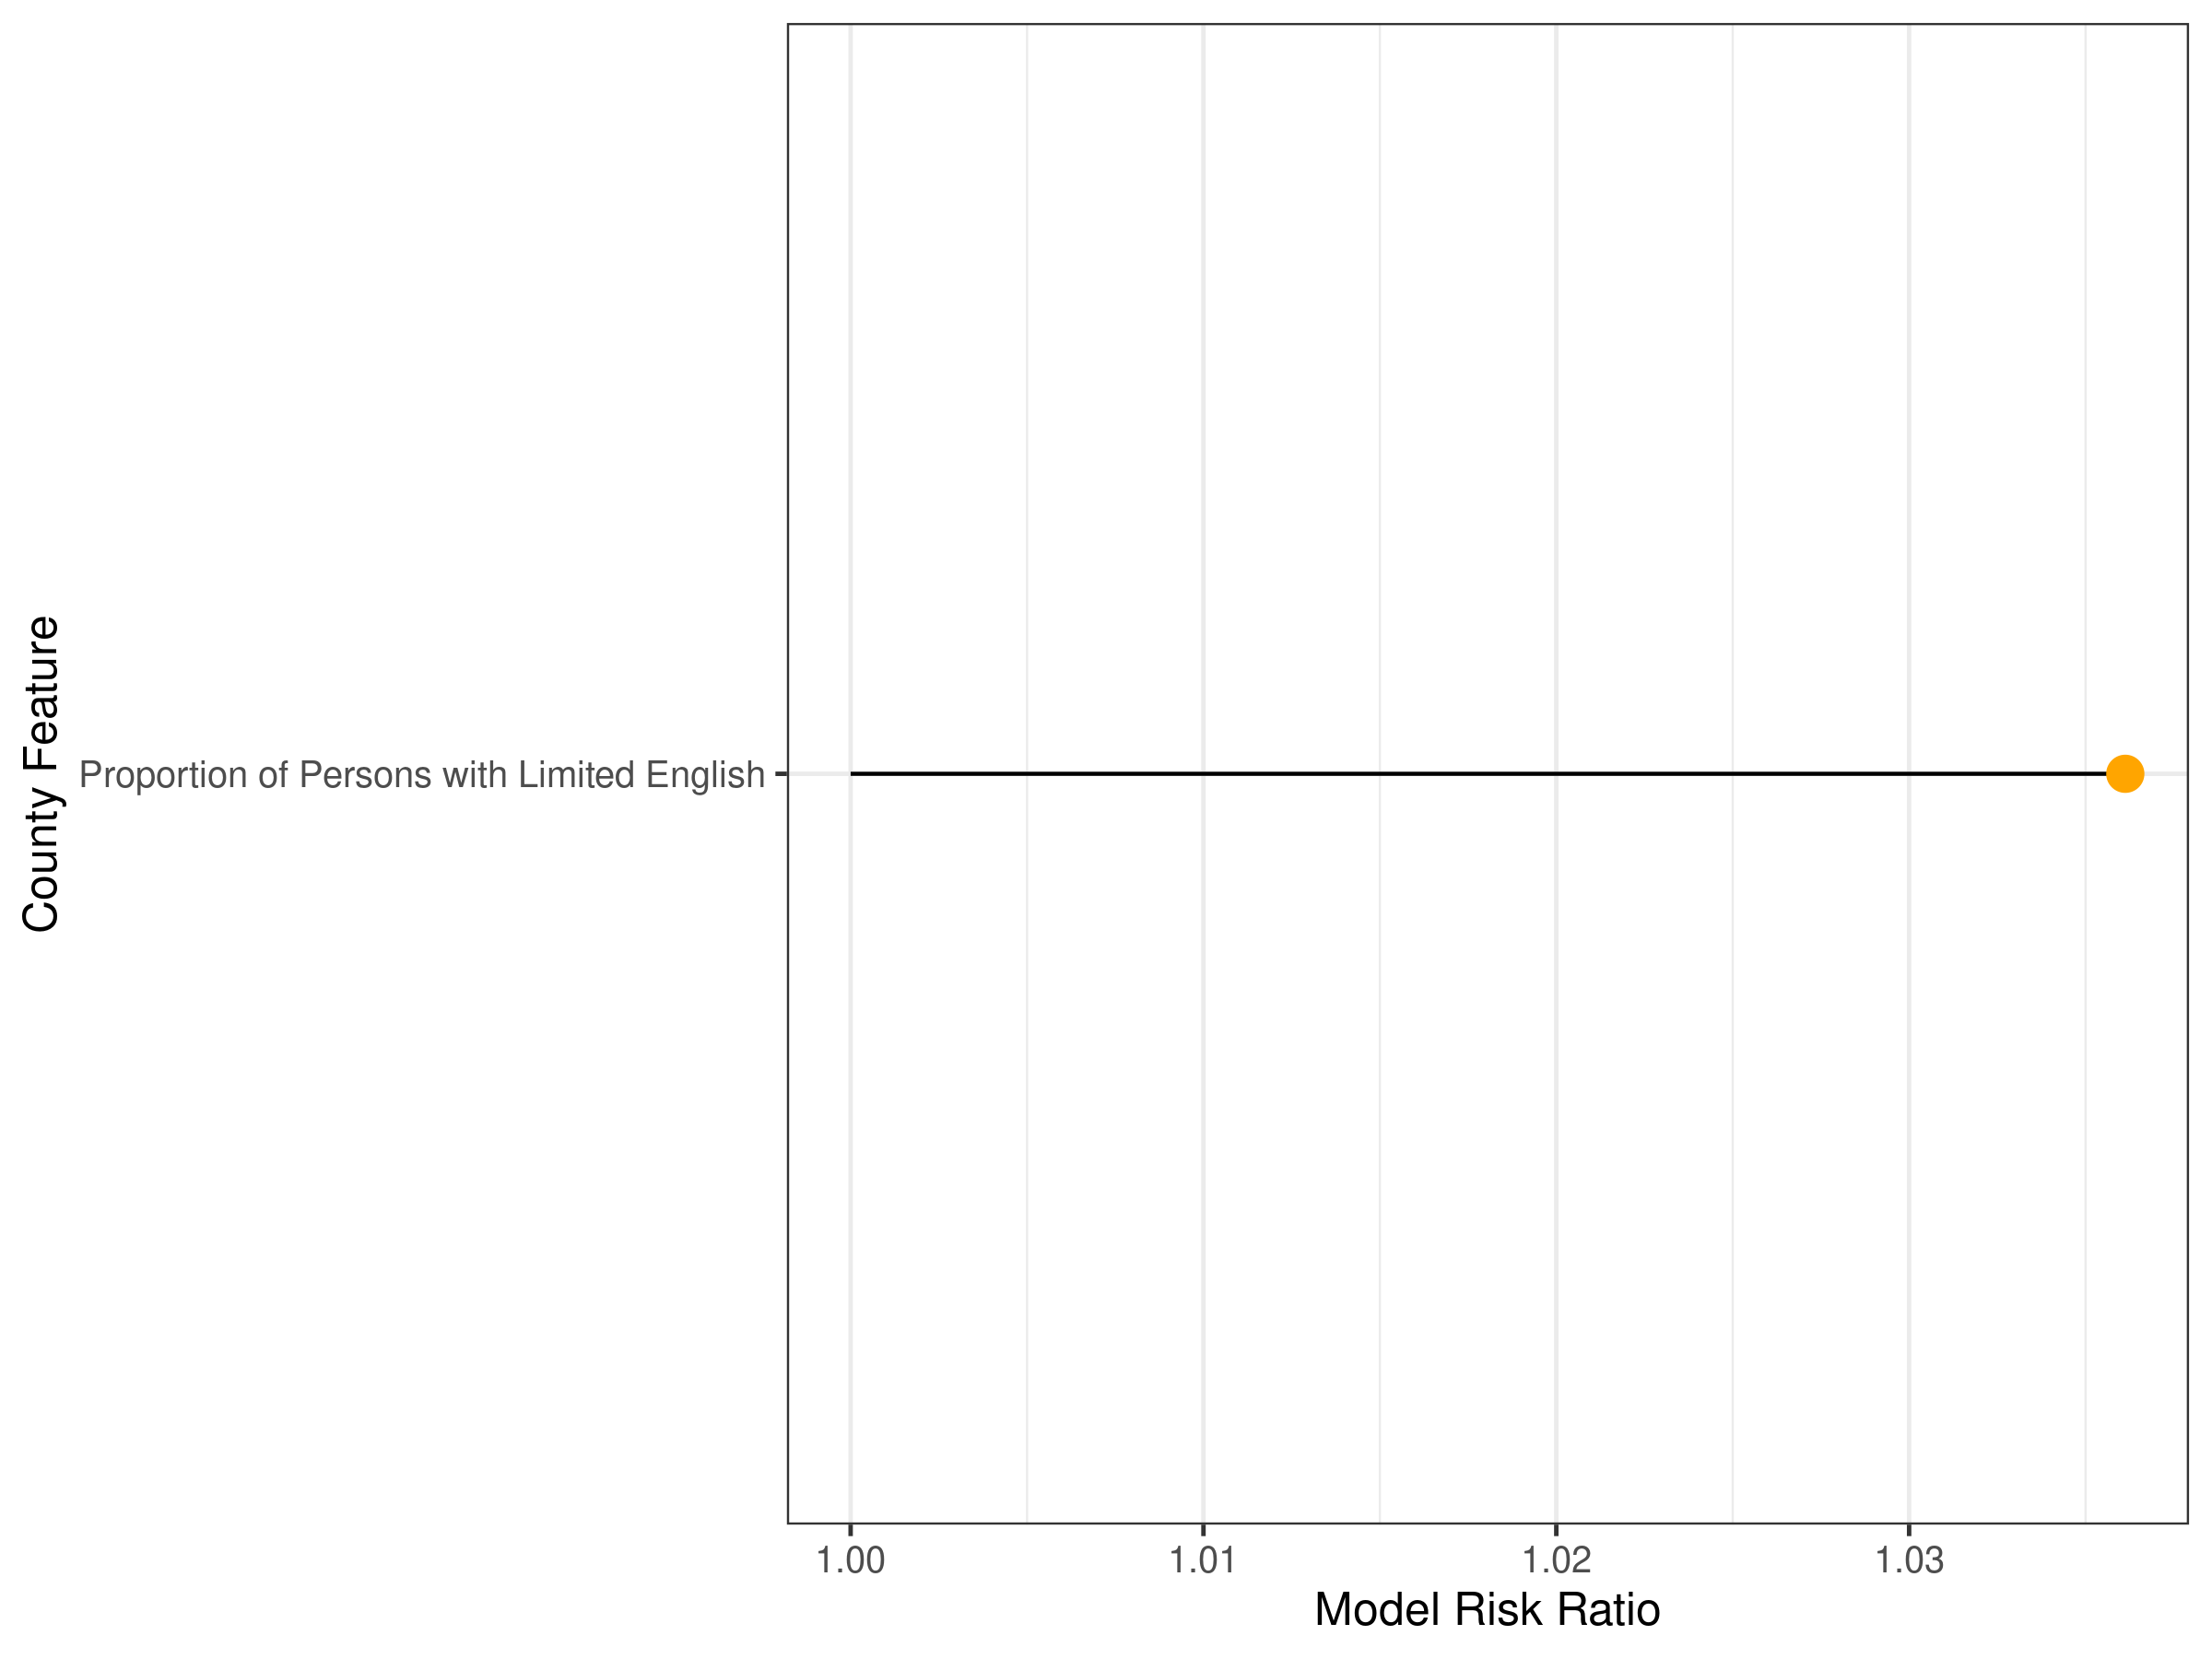 County Feature
Proportion of Persons with Limited English
1.00 1.01 1.02 1.03
Model Risk Ratio